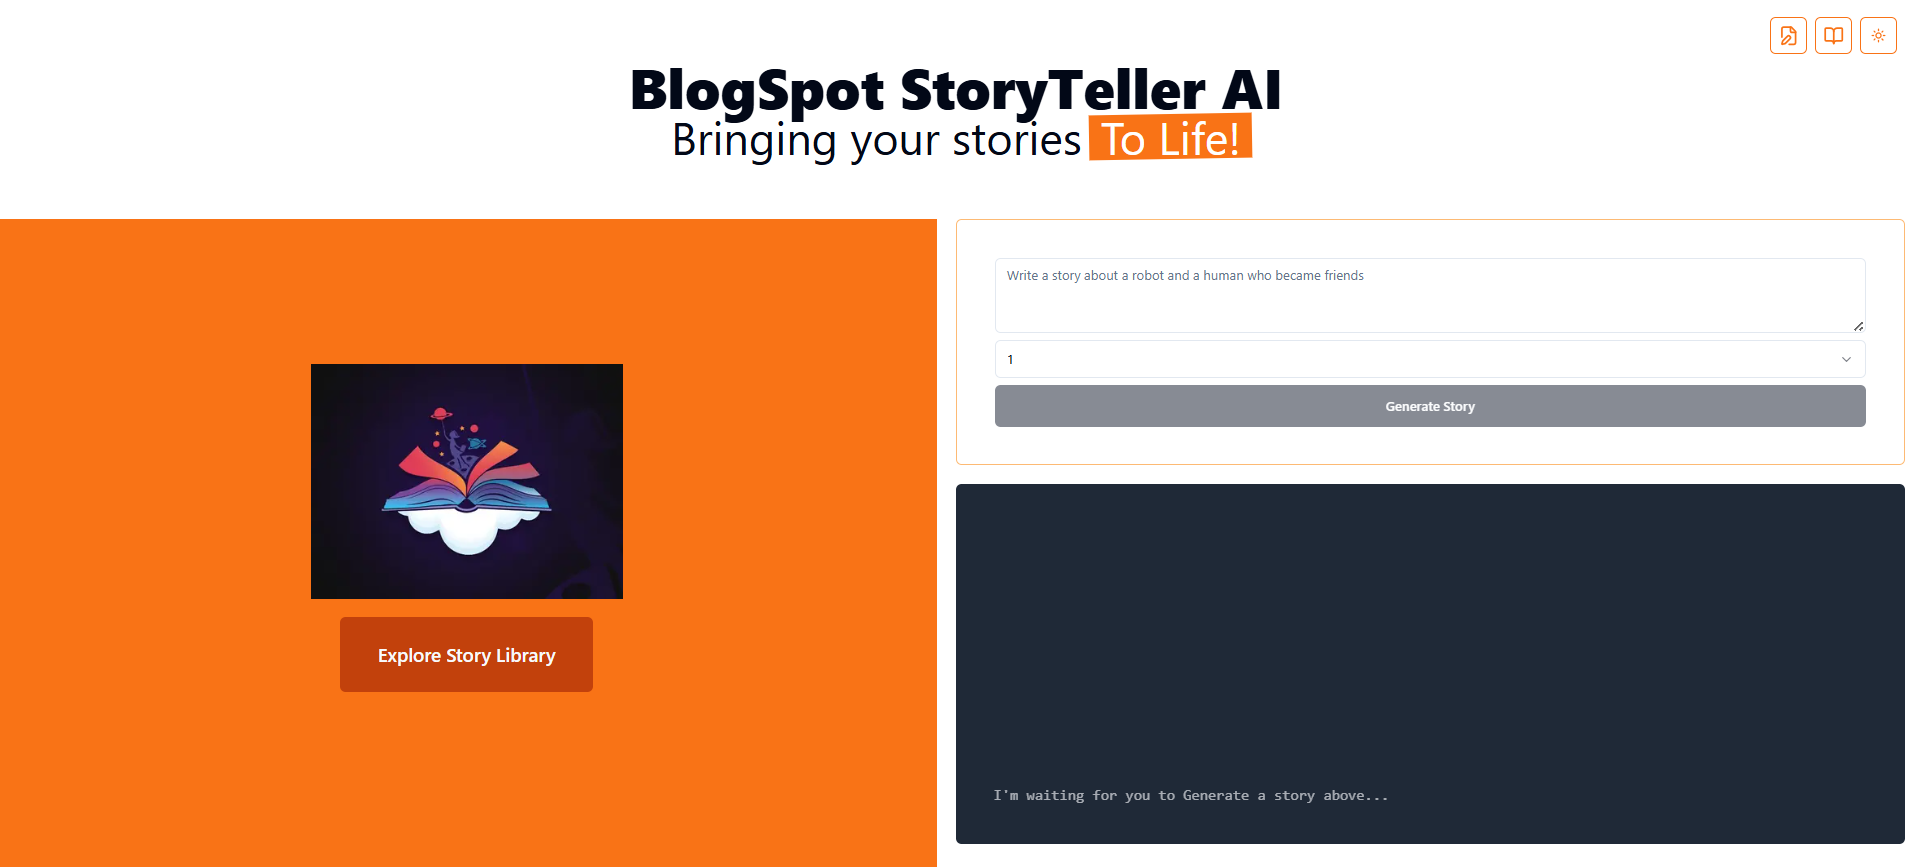 BlogSpot StoryTeller AI
Bringing your stories To Life!
Explore Story Library
Write a story about a robot and a human who became friends
1
Generate Story
I'm waiting for you to Generate a story above...